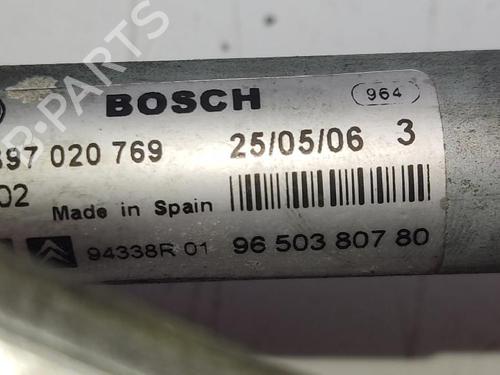 BOSCH 964
397 020 769 25/05/06 3
02 Made in Spain
94338R 01 96 503 807 80